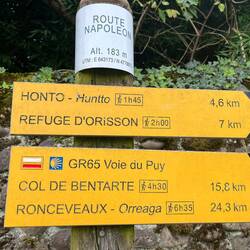 ROUTE
NAPOLÉON
Alt. 183 m
HONTO - Huntto 1h45 4,6 km
REFUGE D'ORISSON 2h00 7 km
GR65 Voie du Puy
COL DE BENTARTE 4h30 15,8 km
RONCEVEAUX - Orreaga 6h35 24,3 km